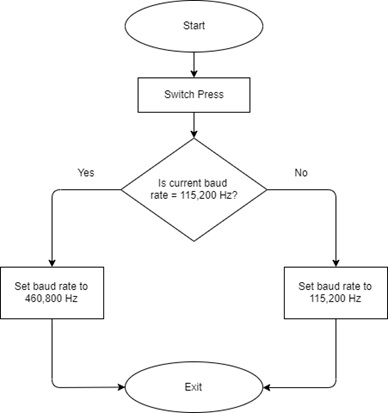 Start
Switch Press
Yes
No
Is current baud
rate = 115,200 Hz?
Set baud rate to
460,800 Hz
Set baud rate to
115,200 Hz
Exit